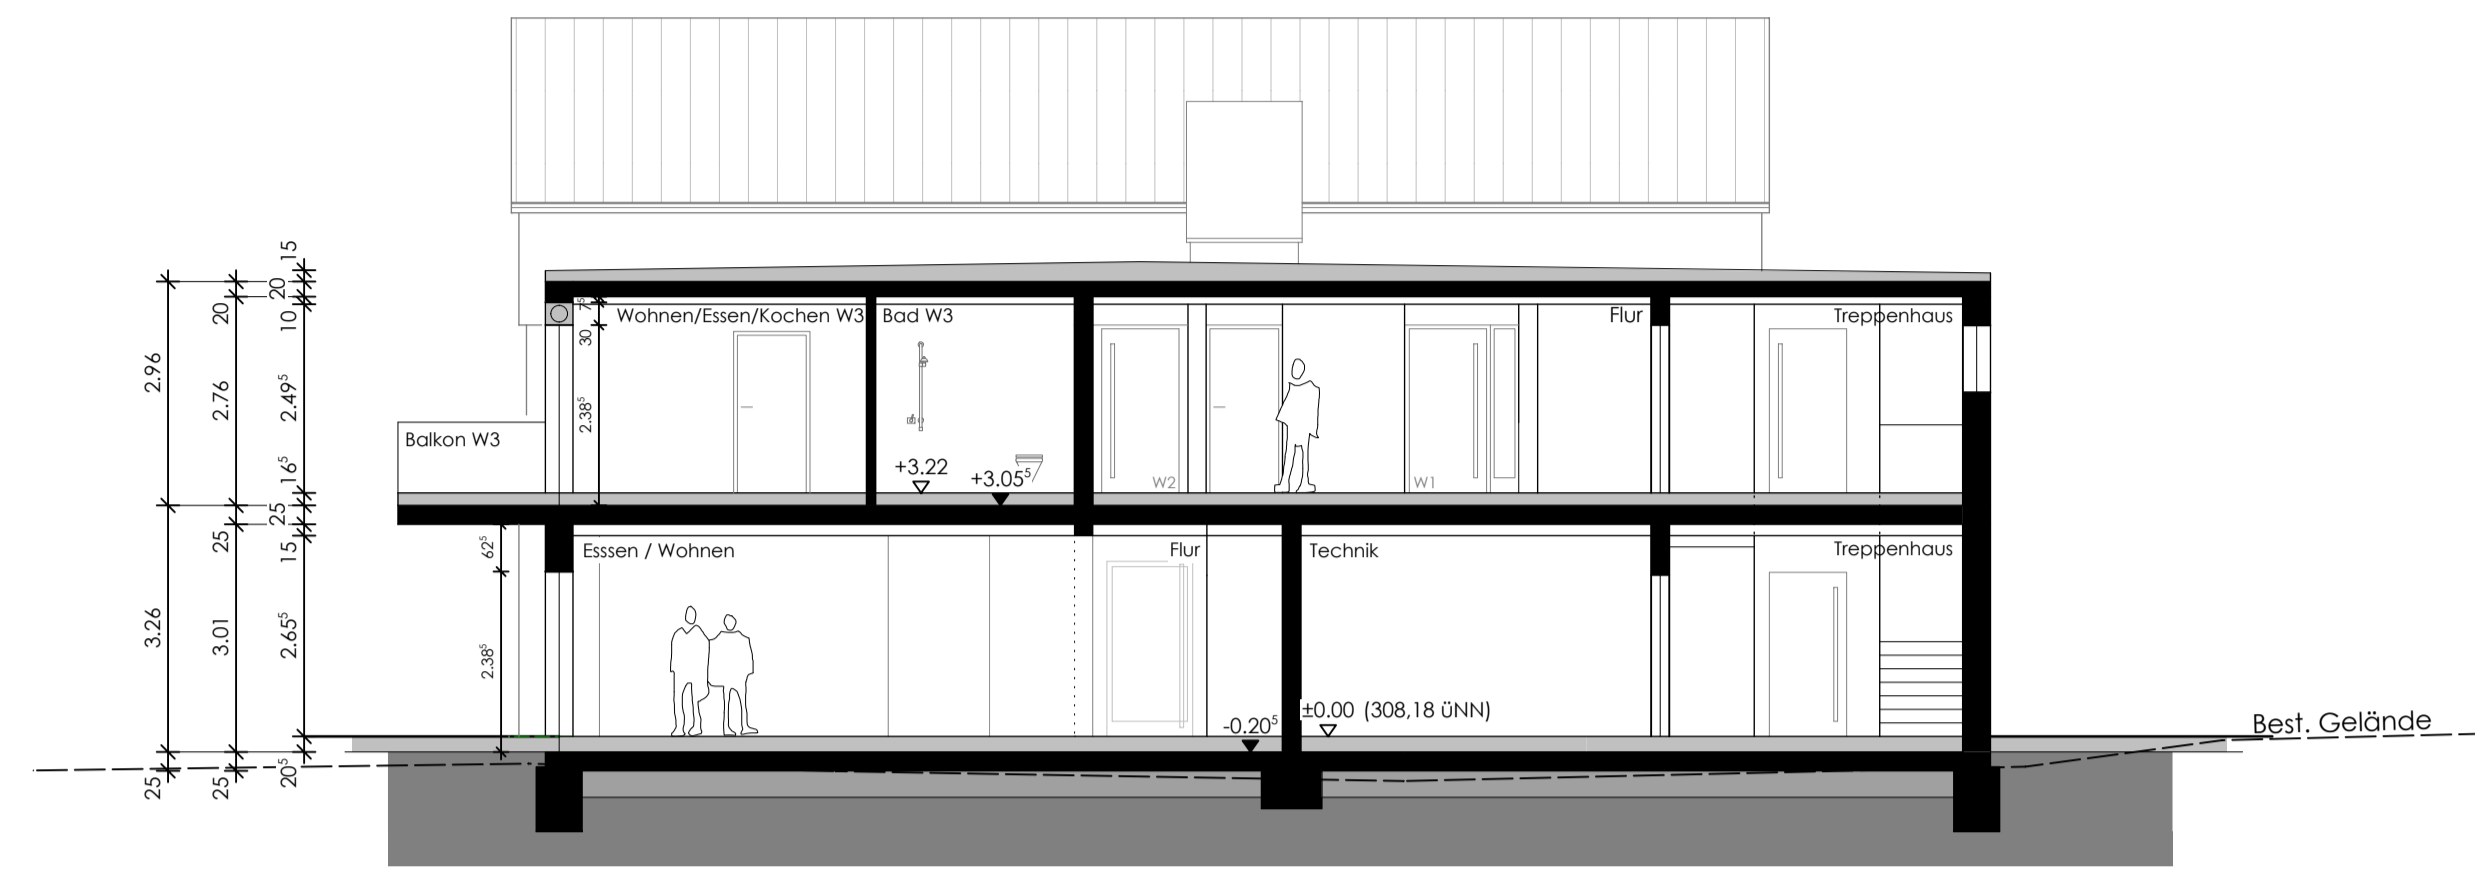 15
20
20
10
7⁵
30
Wohnen/Essen/Kochen W3
Bad W3
Flur
Treppenhaus
2.96
2.76
2.49⁵
2.38⁵
Balkon W3
16⁵
+3.22
+3.05⁵
W2
W1
25
25
15
62⁵
Esssen / Wohnen
Flur
Technik
Treppenhaus
3.26
3.01
2.65⁵
2.38⁵
-0.20⁵
±0.00 (308,18 üNN)
Best. Gelände
25
25
20⁵